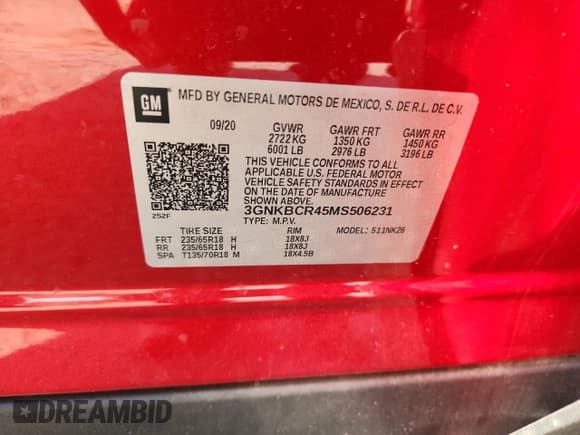 GM
MFD BY GENERAL MOTORS DE MEXICO, S. DE R.L. DE C.V.
09/20 GVWR GAWR FRT GAWR RR
2722 KG 1350 KG 1450 KG
6001 LB 2976 LB 3196 LB
THIS VEHICLE CONFORMS TO ALL
APPLICABLE U.S. FEDERAL MOTOR
VEHICLE SAFETY STANDARDS IN EFFECT
ON THE DATE OF MANUFACTURE
SHOWN ABOVE.
252F 3GNKBCR45MS506231
TYPE: M.P.V. MODEL: 511NK26
TIRE SIZE RIM
FRT 235/65R18 H 18X8J
RR 235/65R18 H 18X8J
SPA T135/70R18 M 18X4.5B
DREAMBID